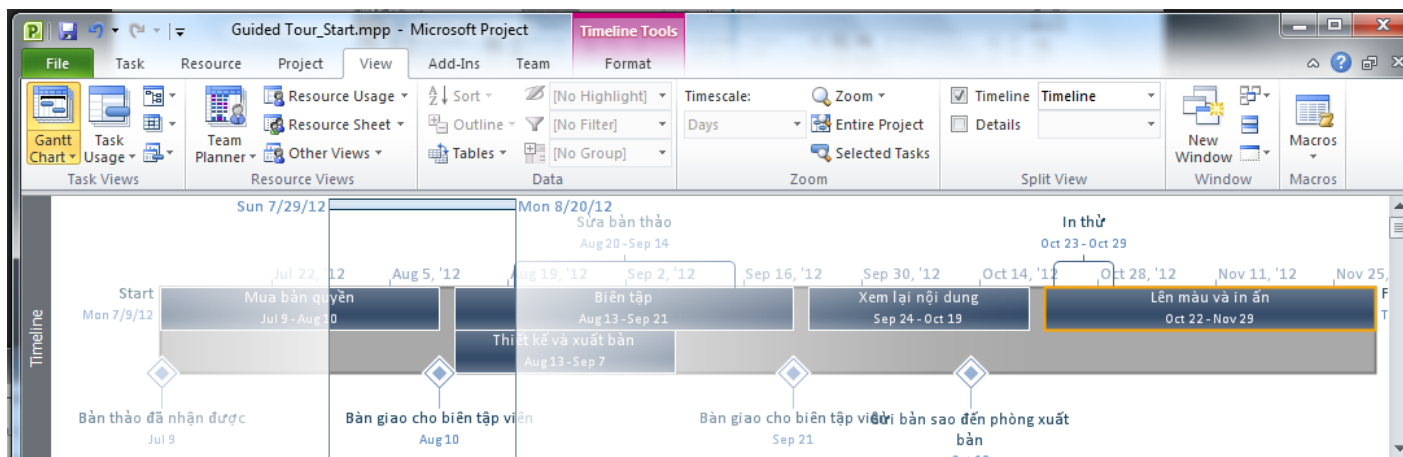 Guided Tour_Start.mpp - Microsoft Project
Timeline Tools
File Task Resource Project View Add-Ins Team Format
Gantt Chart
Task Usage
Team Planner
Resource Usage
Resource Sheet
Other Views
Sort
Outline
Tables
[No Highlight]
[No Filter]
[No Group]
Timescale:
Days
Zoom
Entire Project
Selected Tasks
Timeline Timeline
Details
New Window
Macros
Task Views
Resource Views
Data
Zoom
Split View
Window
Macros
Timeline
Sun 7/29/12
Mon 8/20/12
Sửa bản thảo
Aug 20 - Sep 14
In thử
Oct 23 - Oct 29
Jul 22, '12 Aug 5, '12 Aug 19, '12 Sep 2, '12 Sep 16, '12 Sep 30, '12 Oct 14, '12 Oct 28, '12 Nov 11, '12 Nov 25,
Start
Mon 7/9/12
Mua bản quyền
Jul 9 - Aug 10
Biên tập
Aug 13 - Sep 21
Xem lại nội dung
Sep 24 - Oct 19
Lên màu và in ấn
Oct 22 - Nov 29
F
T
Thiết kế và xuất bản
Aug 13 - Sep 7
Bản thảo đã nhận được
Jul 9
Bàn giao cho biên tập viên
Aug 10
Bàn giao cho biên tập viên
Sep 21
Gửi bản sao đến phòng xuất
bản